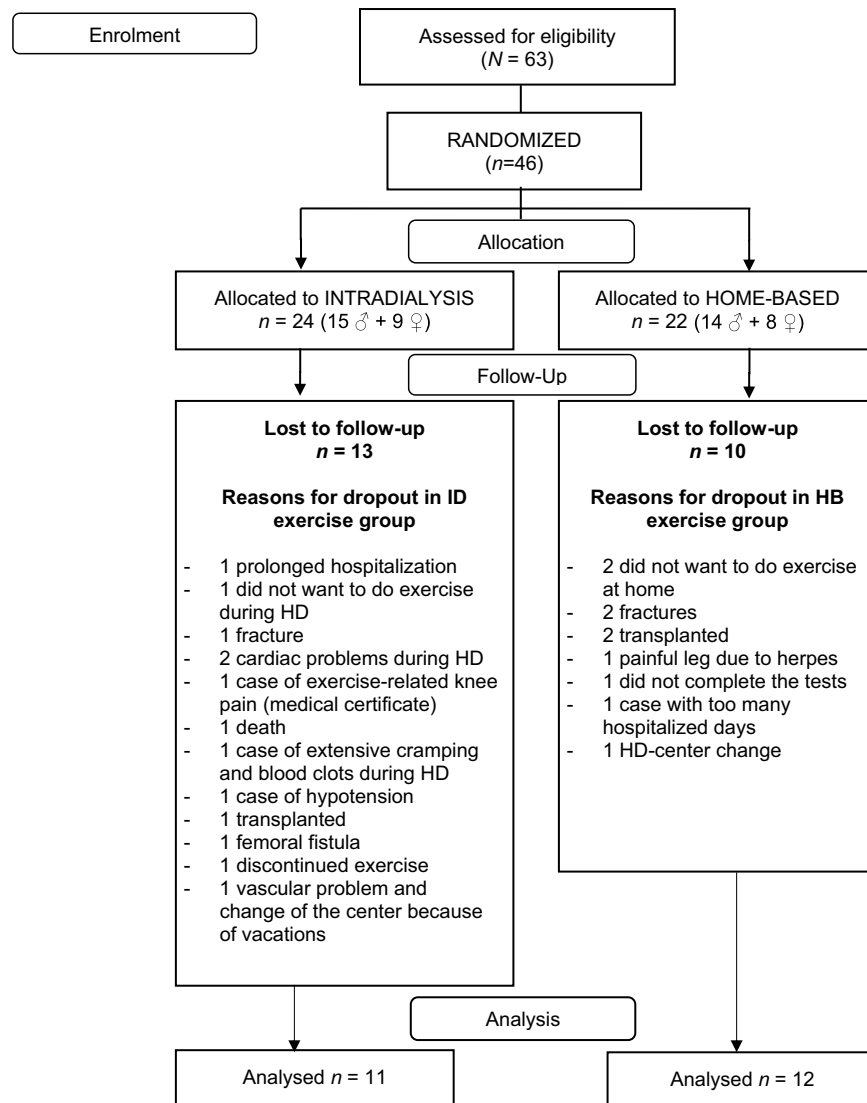 Enrolment
Assessed for eligibility
(N = 63)
RANDOMIZED
(n=46)
Allocation
Allocated to INTRADIALYSIS
n = 24 (15 ♂ + 9 ♀)
Allocated to HOME-BASED
n = 22 (14 ♂ + 8 ♀)
Follow-Up
Lost to follow-up
n = 13
Reasons for dropout in ID
exercise group
- 1 prolonged hospitalization
- 1 did not want to do exercise
during HD
- 1 fracture
- 2 cardiac problems during HD
- 1 case of exercise-related knee
pain (medical certificate)
- 1 death
- 1 case of extensive cramping
and blood clots during HD
- 1 case of hypotension
- 1 transplanted
- 1 femoral fistula
- 1 discontinued exercise
- 1 vascular problem and
change of the center because
of vacations
Lost to follow-up
n = 10
Reasons for dropout in HB
exercise group
- 2 did not want to do exercise
at home
- 2 fractures
- 2 transplanted
- 1 painful leg due to herpes
- 1 did not complete the tests
- 1 case with too many
hospitalized days
- 1 HD-center change
Analysis
Analysed n = 11
Analysed n = 12